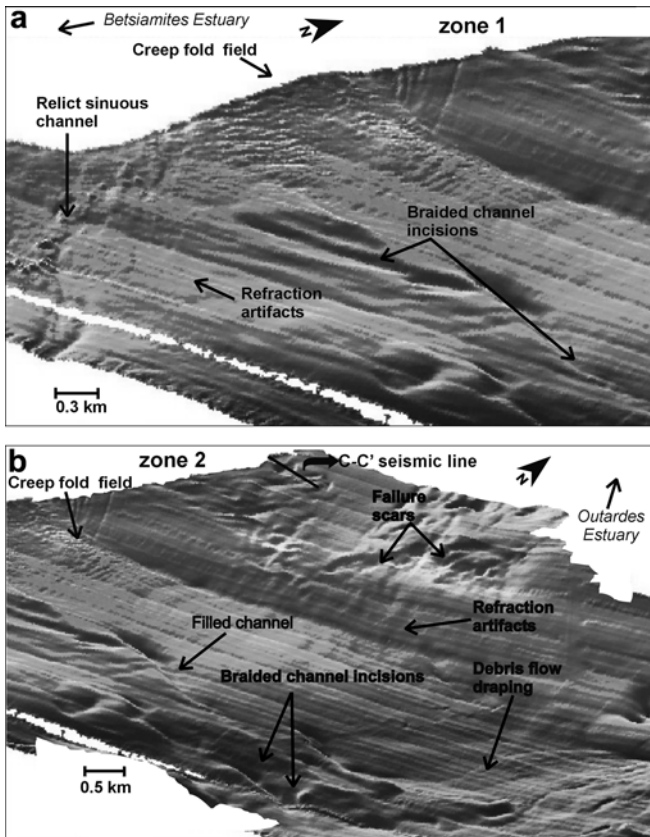 a
Betsiamites Estuary
N
zone 1
Creep fold field
Relict sinuous
channel
Braided channel
incisions
Refraction
artifacts
0.3 km
b
zone 2
C-C' seismic line
N
Creep fold field
Failure
scars
Outardes
Estuary
Refraction
artifacts
Filled channel
Debris flow
draping
Braided channel incisions
0.5 km